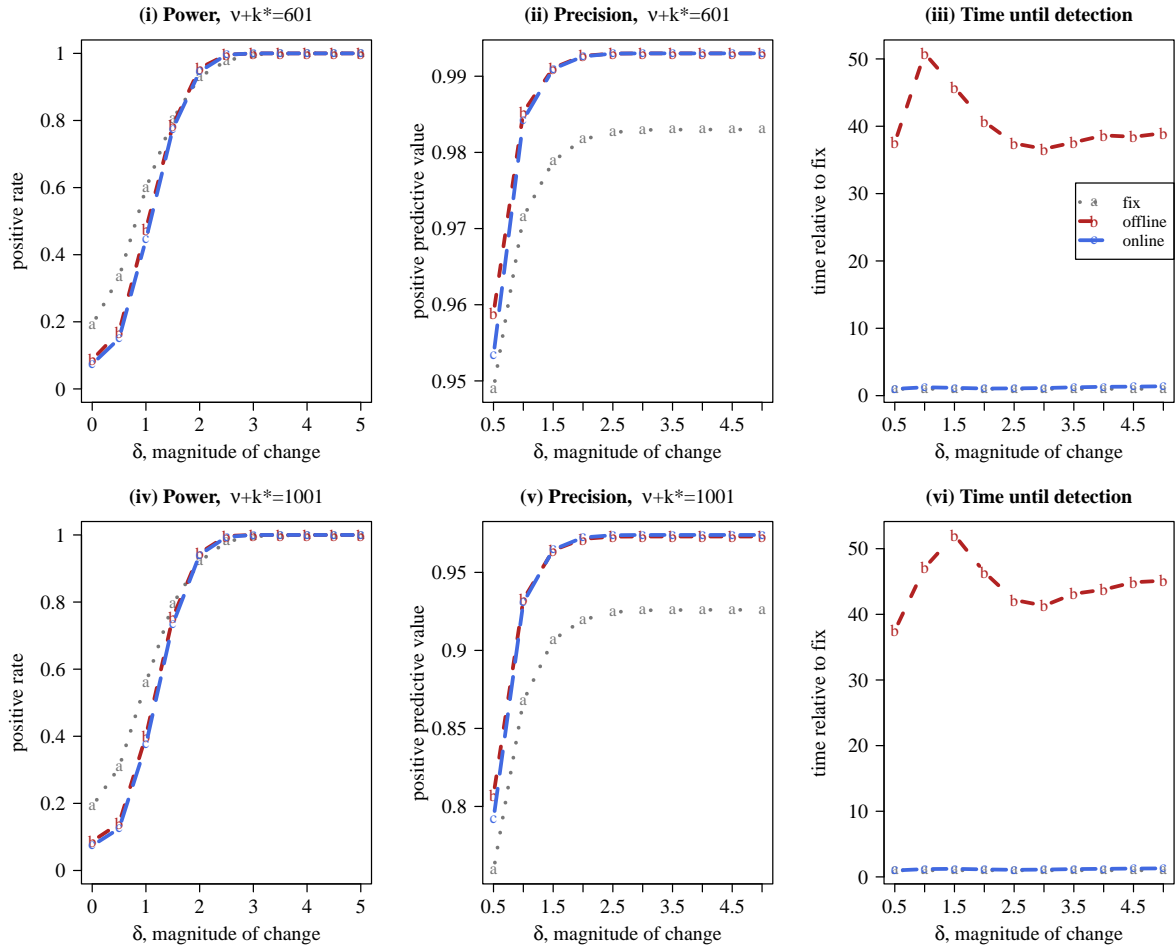 (i) Power, ν+k*=601
positive rate
1
0.8
0.6
0.4
0.2
0
a
b
c
0 1 2 3 4 5
δ, magnitude of change
(ii) Precision, ν+k*=601
positive predictive value
0.99
0.98
0.97
0.96
0.95
a
b
c
0.5 1.5 2.5 3.5 4.5
δ, magnitude of change
(iii) Time until detection
time relative to fix
50
40
30
20
10
0
a
b
c
a fix
b offline
c online
0.5 1.5 2.5 3.5 4.5
δ, magnitude of change
(iv) Power, ν+k*=1001
positive rate
1
0.8
0.6
0.4
0.2
0
a
b
c
0 1 2 3 4 5
δ, magnitude of change
(v) Precision, ν+k*=1001
positive predictive value
0.95
0.9
0.85
0.8
a
b
c
0.5 1.5 2.5 3.5 4.5
δ, magnitude of change
(vi) Time until detection
time relative to fix
50
40
30
20
10
0
a
b
c
0.5 1.5 2.5 3.5 4.5
δ, magnitude of change